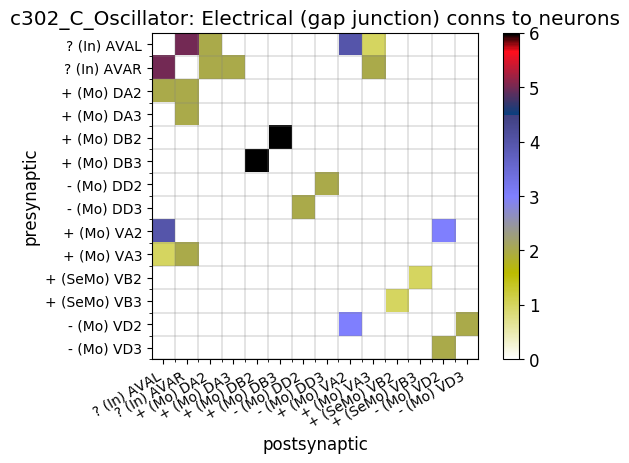 c302_C_Oscillator: Electrical (gap junction) conns to neurons
presynaptic
? (In) AVAL
? (In) AVAR
+ (Mo) DA2
+ (Mo) DA3
+ (Mo) DB2
+ (Mo) DB3
- (Mo) DD2
- (Mo) DD3
+ (Mo) VA2
+ (Mo) VA3
+ (SeMo) VB2
+ (SeMo) VB3
- (Mo) VD2
- (Mo) VD3
? (In) AVAL
? (In) AVAR
+ (Mo) DA2
+ (Mo) DA3
+ (Mo) DB2
+ (Mo) DB3
- (Mo) DD2
- (Mo) DD3
+ (Mo) VA2
+ (Mo) VA3
+ (SeMo) VB2
+ (SeMo) VB3
- (Mo) VD2
- (Mo) VD3
postsynaptic
6
5
4
3
2
1
0